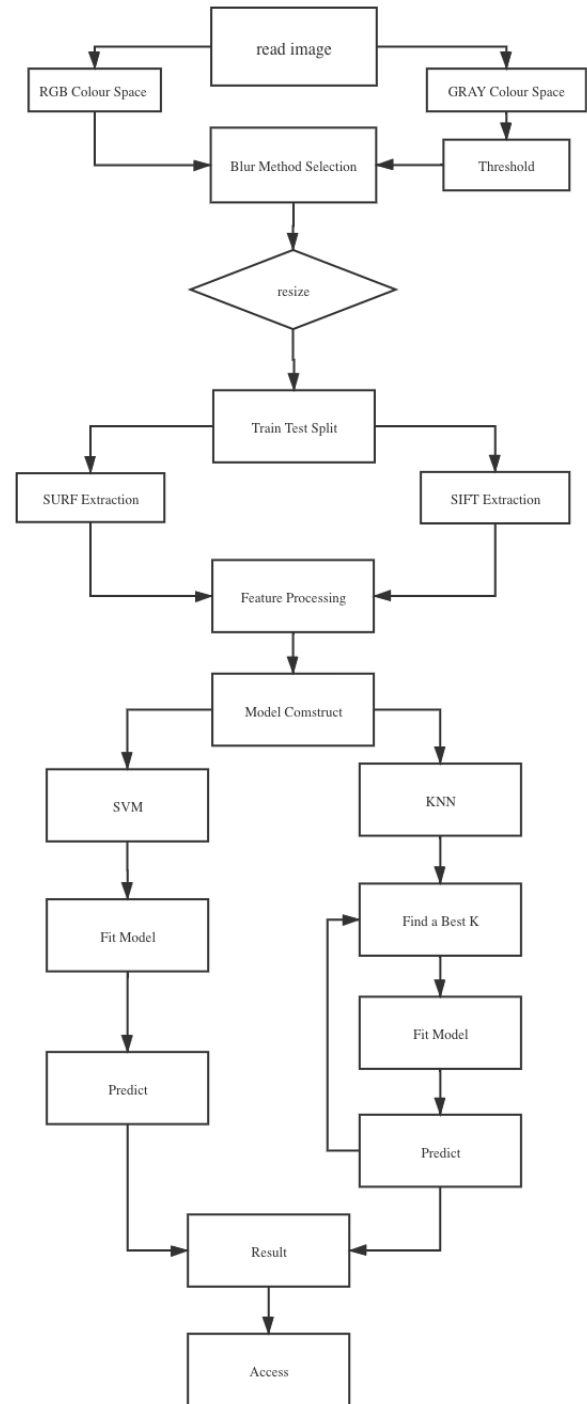 read image
RGB Colour Space
GRAY Colour Space
Blur Method Selection
Threshold
resize
Train Test Split
SURF Extraction
SIFT Extraction
Feature Processing
Model Comstruct
SVM
KNN
Fit Model
Find a Best K
Fit Model
Predict
Predict
Result
Access